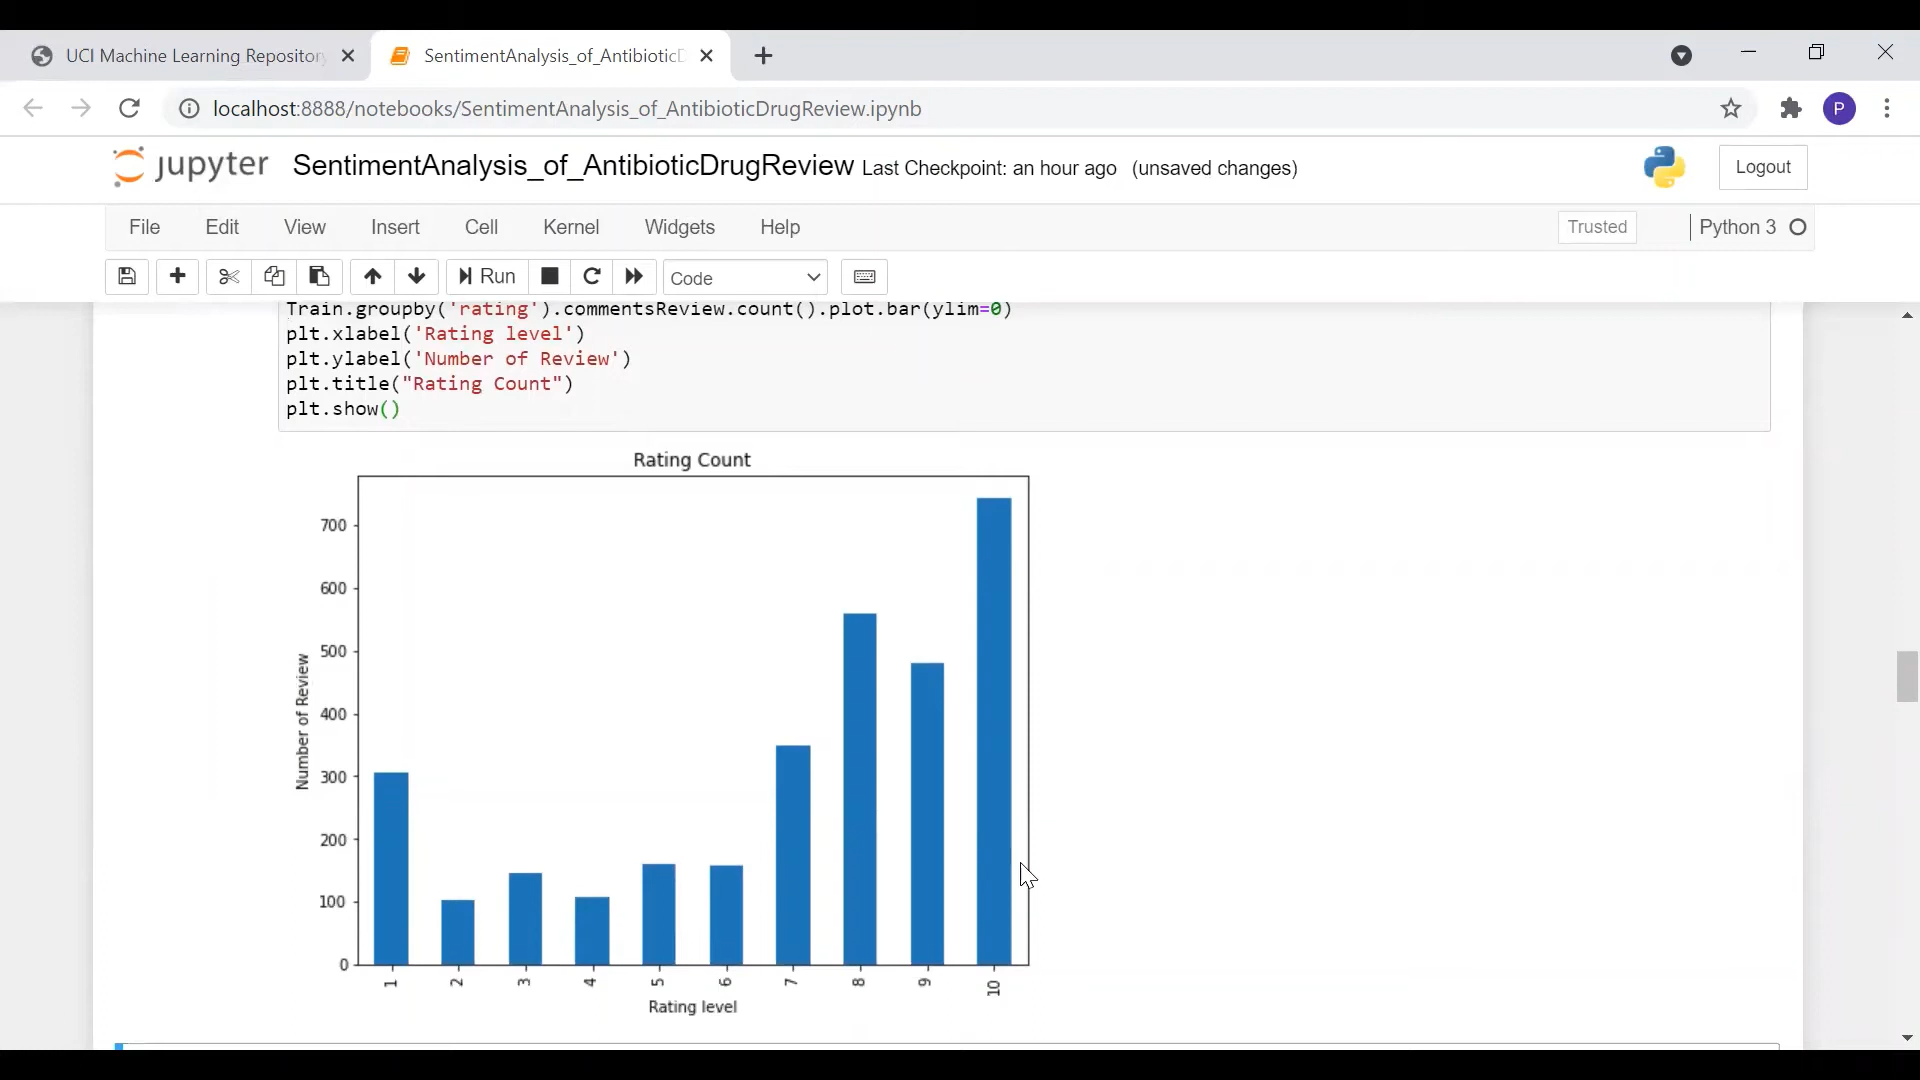 UCI Machine Learning Repository
SentimentAnalysis_of_AntibioticD
localhost:8888/notebooks/SentimentAnalysis_of_AntibioticDrugReview.ipynb
P
jupyter SentimentAnalysis_of_AntibioticDrugReview Last Checkpoint: an hour ago (unsaved changes)
Logout
File Edit View Insert Cell Kernel Widgets Help
Trusted
Python 3
Run
Code
Train.groupby('rating').commentsReview.count().plot.bar(ylim=0)
plt.xlabel('Rating level')
plt.ylabel('Number of Review')
plt.title("Rating Count")
plt.show()
Rating Count
Number of Review
700
600
500
400
300
200
100
0
1 2 3 4 5 6 7 8 9 10
Rating level